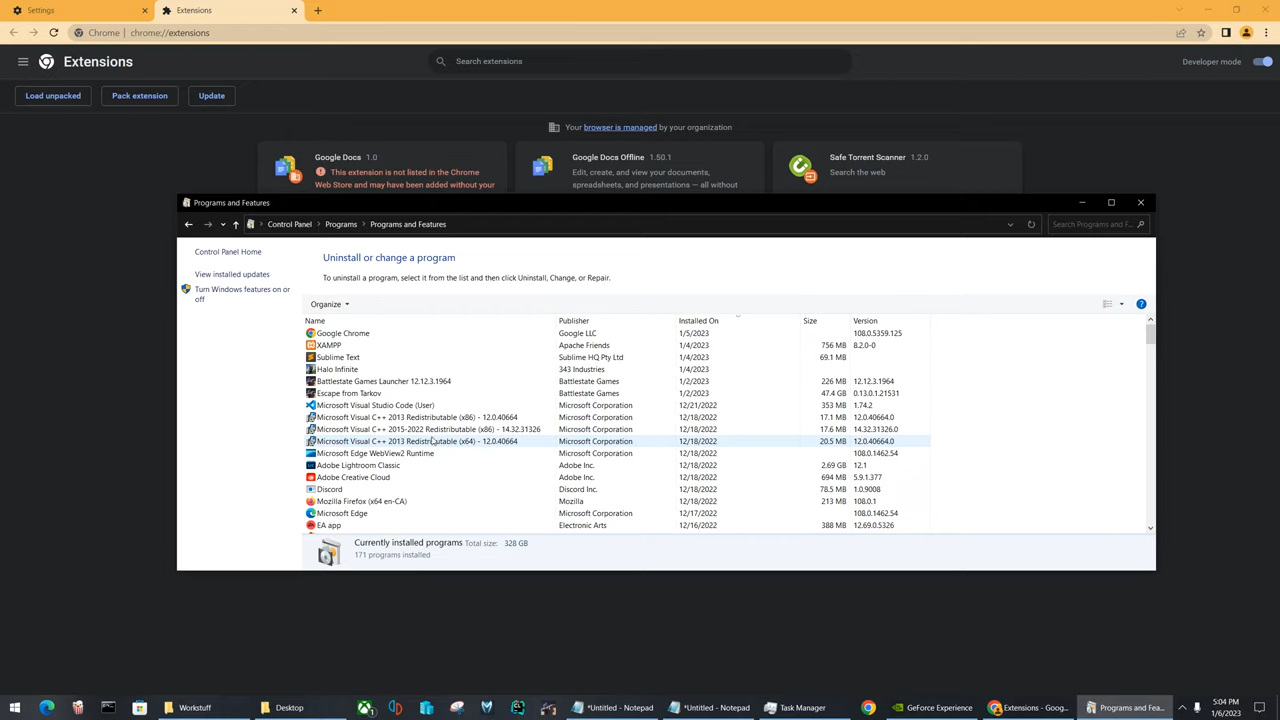 Settings
Extensions
Chrome
chrome://extensions
Extensions
Search extensions
Developer mode
Load unpacked
Pack extension
Update
Your browser is managed by your organization
Google Docs 1.0
This extension is not listed in the Chrome
Web Store and may have been added without your
Google Docs Offline 1.50.1
Edit, create, and view your documents,
spreadsheets, and presentations — all without
Safe Torrent Scanner 1.2.0
Search the web
Programs and Features
Control Panel > Programs > Programs and Features
Search Programs and F...
Control Panel Home
View installed updates
Turn Windows features on or
off
Uninstall or change a program
To uninstall a program, select it from the list and then click Uninstall, Change, or Repair.
Organize
Name Publisher Installed On Size Version
Google Chrome Google LLC 1/5/2023 108.0.5359.125
XAMPP Apache Friends 1/4/2023 756 MB 8.2.0-0
Sublime Text Sublime HQ Pty Ltd 1/4/2023 69.1 MB
Halo Infinite 343 Industries 1/4/2023
Battlestate Games Launcher 12.12.3.1964 Battlestate Games 1/2/2023 226 MB 12.12.3.1964
Escape from Tarkov Battlestate Games 1/2/2023 47.4 GB 0.13.0.1.21531
Microsoft Visual Studio Code (User) Microsoft Corporation 12/21/2022 353 MB 1.74.2
Microsoft Visual C++ 2013 Redistributable (x86) - 12.0.40664 Microsoft Corporation 12/18/2022 17.1 MB 12.0.40664.0
Microsoft Visual C++ 2015-2022 Redistributable (x86) - 14.32.31326 Microsoft Corporation 12/18/2022 17.6 MB 14.32.31326.0
Microsoft Visual C++ 2013 Redistributable (x64) - 12.0.40664 Microsoft Corporation 12/18/2022 20.5 MB 12.0.40664.0
Microsoft Edge WebView2 Runtime Microsoft Corporation 12/18/2022 108.0.1462.54
Adobe Lightroom Classic Adobe Inc. 12/18/2022 2.69 GB 12.1
Adobe Creative Cloud Adobe Inc. 12/18/2022 694 MB 5.9.1.377
Discord Discord Inc. 12/18/2022 78.5 MB 1.0.9008
Mozilla Firefox (x64 en-CA) Mozilla 12/18/2022 213 MB 108.0.1
Microsoft Edge Microsoft Corporation 12/17/2022 108.0.1462.54
EA app Electronic Arts 12/16/2022 388 MB 12.69.0.5326
Currently installed programs Total size: 328 GB
171 programs installed
Workstuff
Desktop
*Untitled - Notepad
*Untitled - Notepad
Task Manager
GeForce Experience
Extensions - Goog...
Programs and Fea...
5:04 PM
1/6/2023